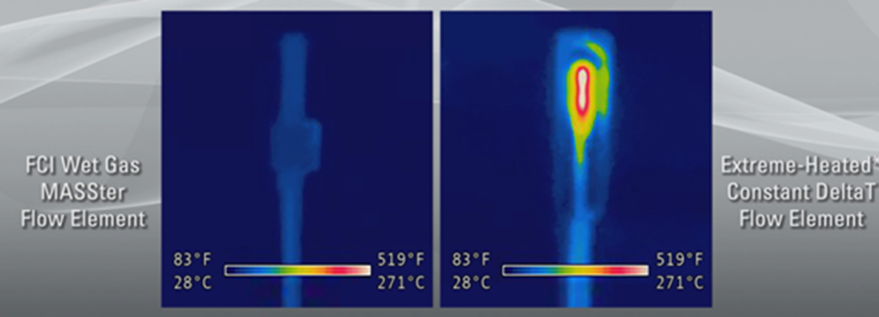 FCI Wet Gas
MASSter
Flow Element
83°F 519°F
28°C 271°C
83°F 519°F
28°C 271°C
Extreme-Heated*
Constant DeltaT
Flow Element